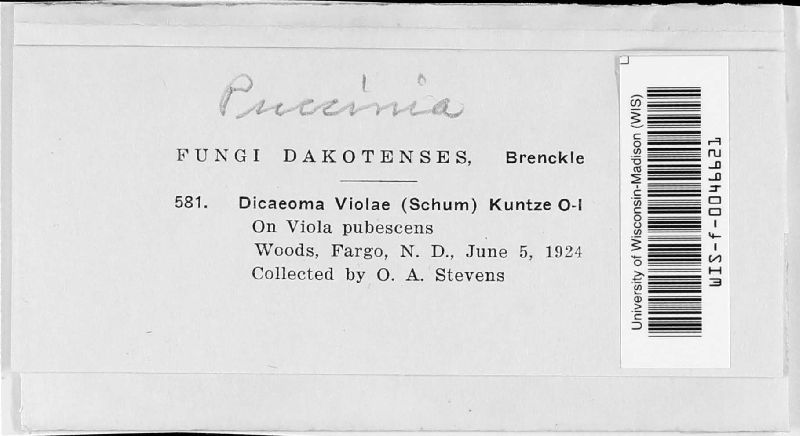 Puccinia
FUNGI DAKOTENSES, Brenckle
581. Dicaeoma Violae (Schum) Kuntze O-I
On Viola pubescens
Woods, Fargo, N. D., June 5, 1924
Collected by O. A. Stevens
University of Wisconsin-Madison (WIS)
WIS-f-0046621